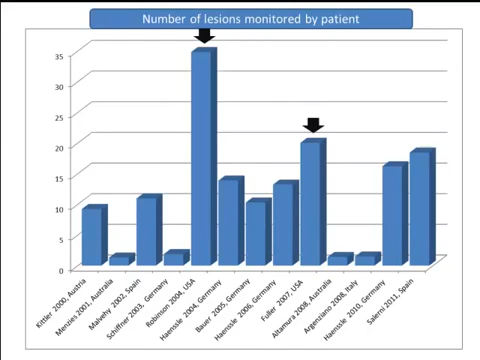 Number of lesions monitored by patient
35
30
25
20
15
10
5
0
Kittler 2000, Austria
Menzies 2001, Australia
Malvehy 2002, Spain
Schiffner 2003, Germany
Robinson 2004, USA
Haenssle 2004, Germany
Bauer 2005, Germany
Haenssle 2006, Germany
Fuller 2007, USA
Altamura 2008, Australia
Argenziano 2008, Italy
Haenssle 2010, Germany
Salerni 2011, Spain